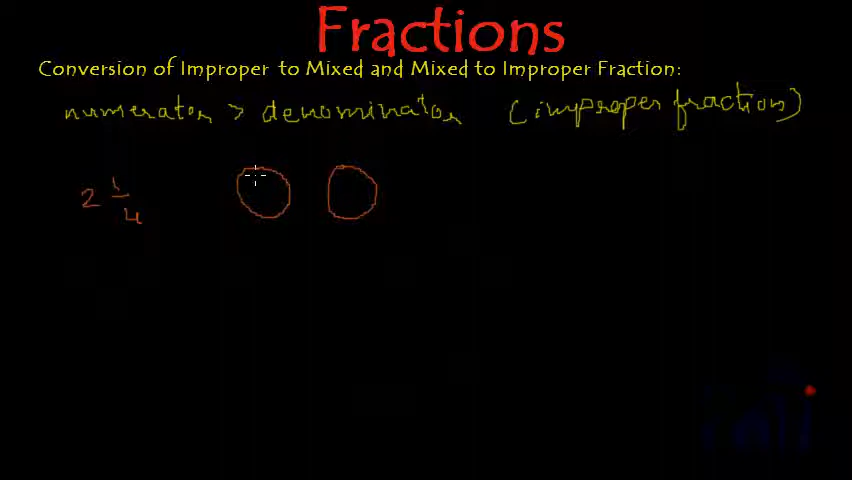 Fractions
Conversion of Improper to Mixed and Mixed to Improper Fraction:
numerator > denominator (improper fraction)
2 1/4